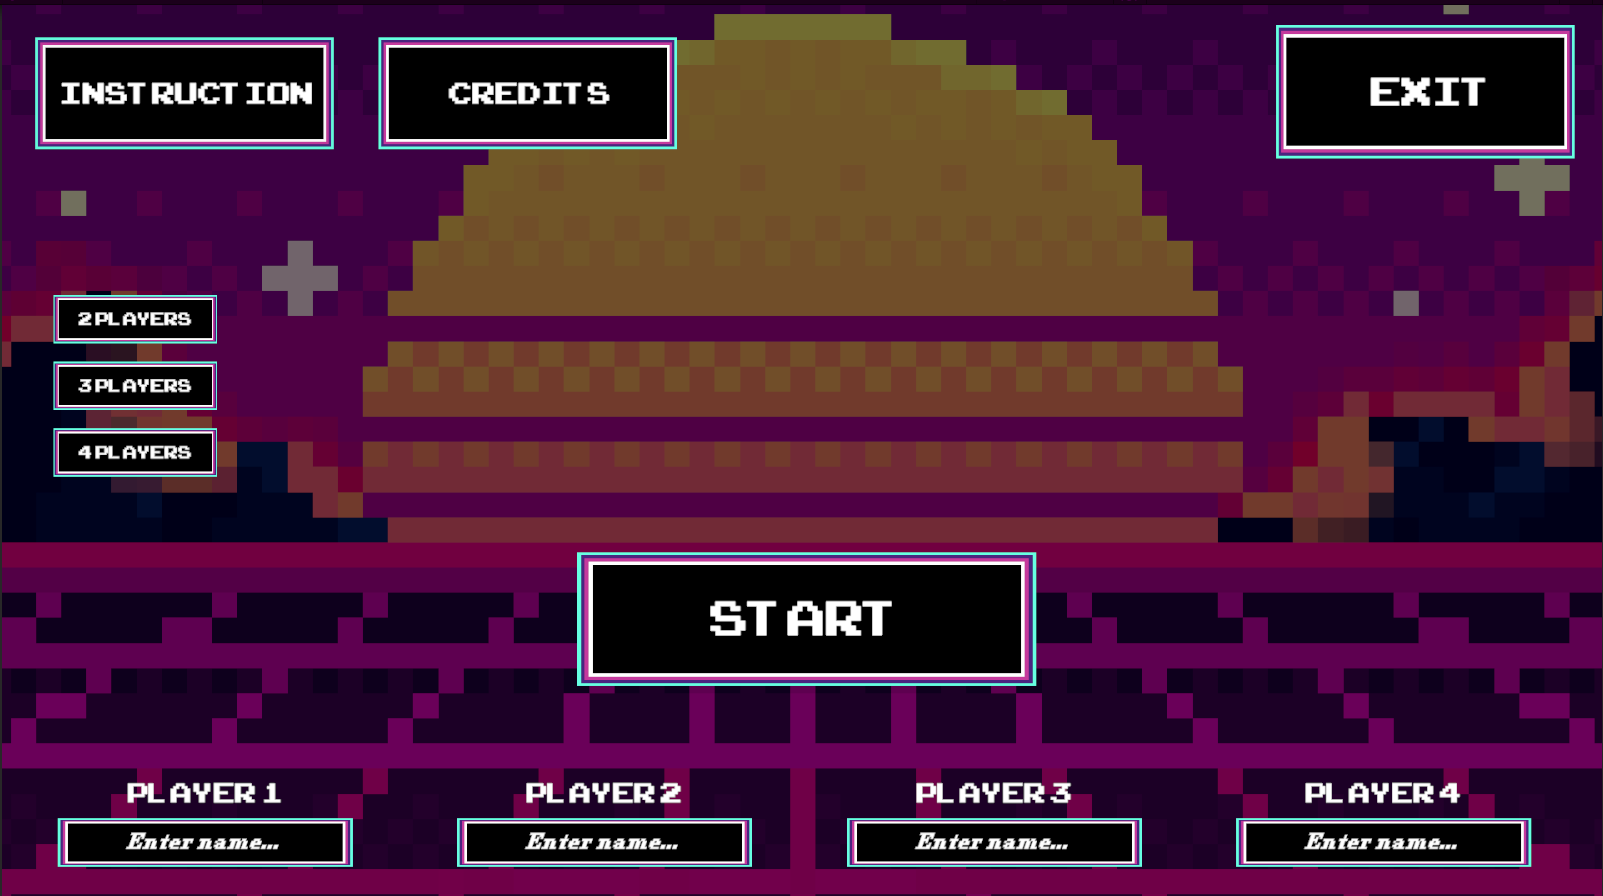 INSTRUCTION
CREDITS
EXIT
2 PLAYERS
3 PLAYERS
4 PLAYERS
START
PLAYER 1
PLAYER 2
PLAYER 3
PLAYER 4
Enter name...
Enter name...
Enter name...
Enter name...